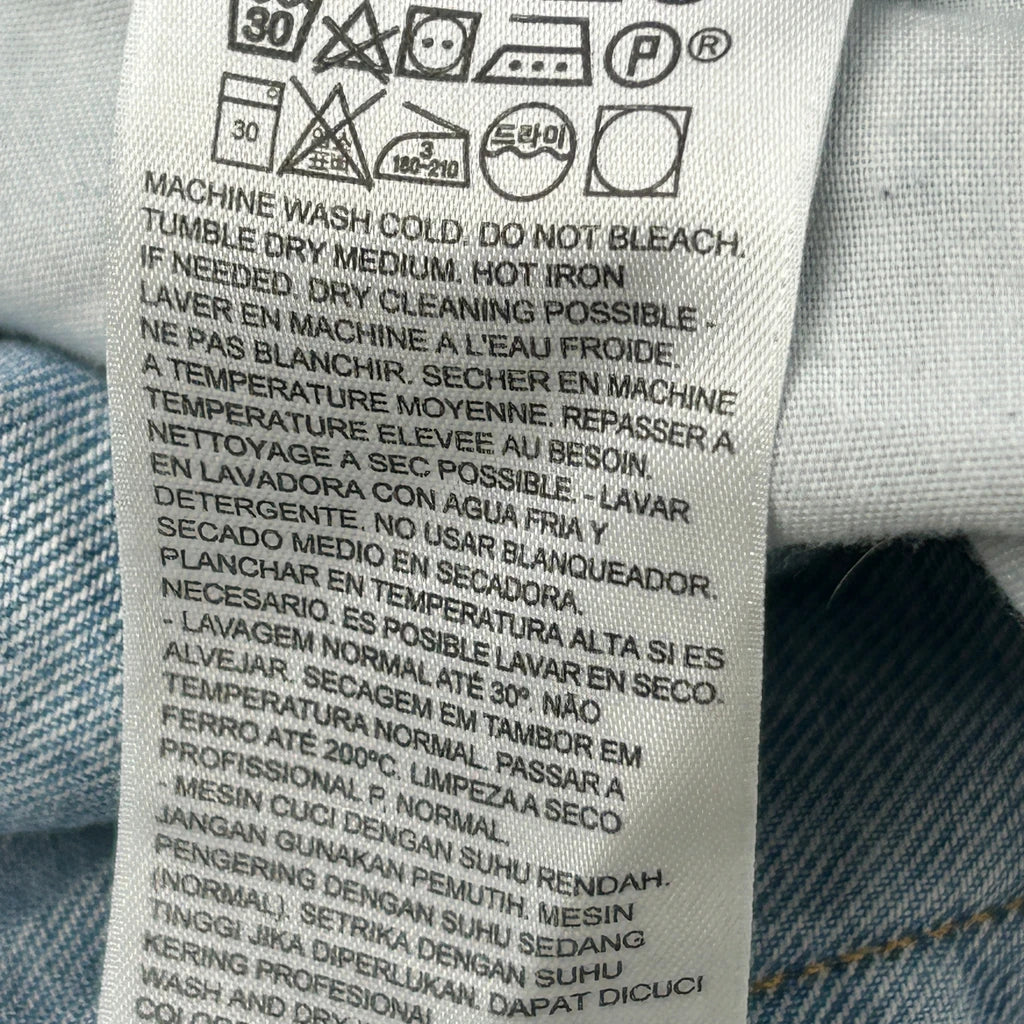 30 P ®
30 염소 표백 3 180~210 드라이
MACHINE WASH COLD. DO NOT BLEACH.
TUMBLE DRY MEDIUM. HOT IRON
IF NEEDED. DRY CLEANING POSSIBLE -
LAVER EN MACHINE A L'EAU FROIDE.
NE PAS BLANCHIR. SECHER EN MACHINE
A TEMPERATURE MOYENNE. REPASSER A
TEMPERATURE ELEVEE AU BESOIN.
NETTOYAGE A SEC POSSIBLE. - LAVAR
EN LAVADORA CON AGUA FRIA Y
DETERGENTE. NO USAR BLANQUEADOR.
SECADO MEDIO EN SECADORA.
PLANCHAR EN TEMPERATURA ALTA SI ES
NECESARIO. ES POSIBLE LAVAR EN SECO.
- LAVAGEM NORMAL ATÉ 30º. NÃO
ALVEJAR. SECAGEM EM TAMBOR EM
TEMPERATURA NORMAL. PASSAR A
FERRO ATÉ 200ºC. LIMPEZA A SECO
PROFISSIONAL P. NORMAL.
- MESIN CUCI DENGAN SUHU RENDAH.
JANGAN GUNAKAN PEMUTIH. MESIN
PENGERING DENGAN SUHU SEDANG
(NORMAL). SETRIKA DENGAN SUHU
TINGGI JIKA DIPERLUKAN. DAPAT DICUCI
KERING PROFESIONAL
WASH AND DRY